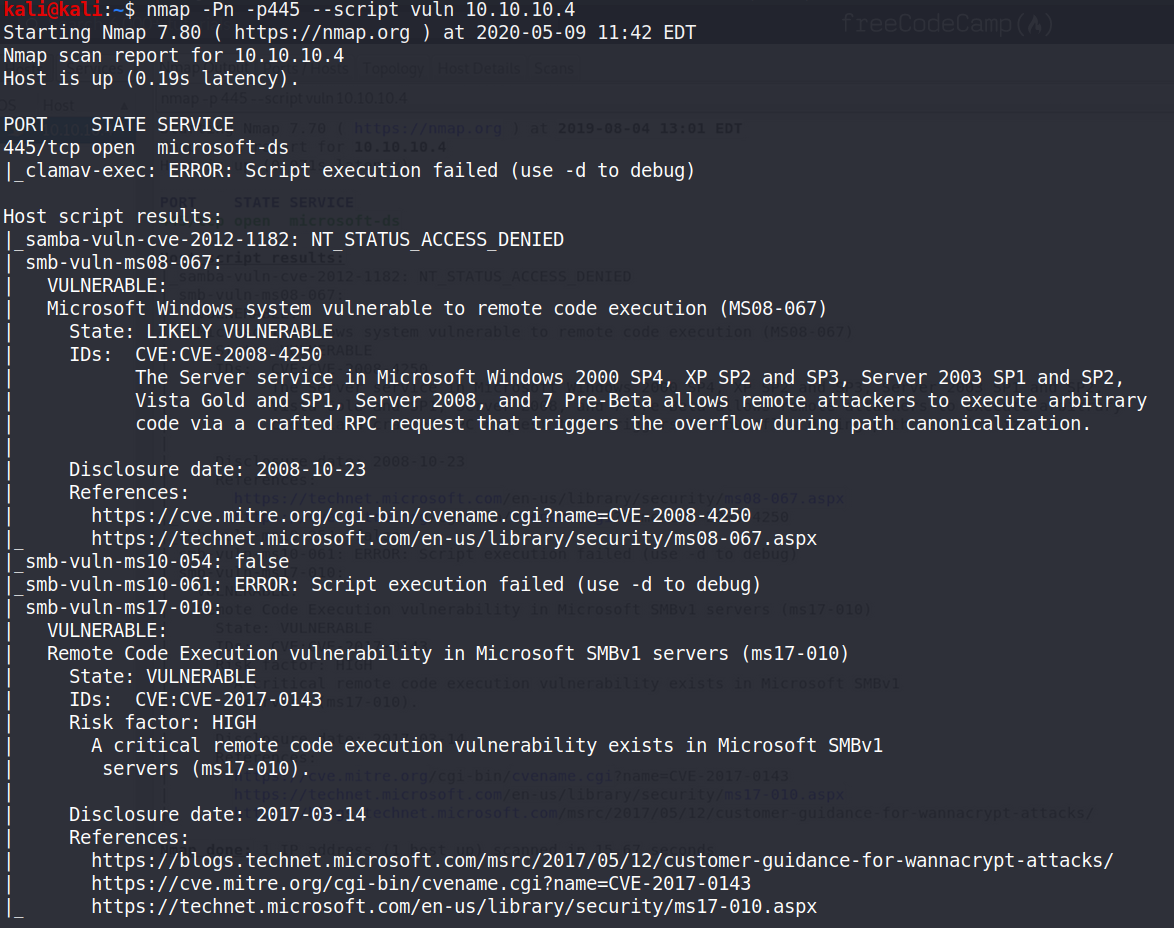 kali@kali:~$ nmap -Pn -p445 --script vuln 10.10.10.4
freeCodeCamp(🔥)
Starting Nmap 7.80 ( https://nmap.org ) at 2020-05-09 11:42 EDT
Nmap scan report for 10.10.10.4
Host is up (0.19s latency).
PORT    STATE SERVICE
445/tcp open  microsoft-ds
|_clamav-exec: ERROR: Script execution failed (use -d to debug)
Host script results:
|_samba-vuln-cve-2012-1182: NT_STATUS_ACCESS_DENIED
| smb-vuln-ms08-067:
|   VULNERABLE:
|   Microsoft Windows system vulnerable to remote code execution (MS08-067)
|     State: LIKELY VULNERABLE
|     IDs:  CVE:CVE-2008-4250
|           The Server service in Microsoft Windows 2000 SP4, XP SP2 and SP3, Server 2003 SP1 and SP2,
|           Vista Gold and SP1, Server 2008, and 7 Pre-Beta allows remote attackers to execute arbitrary
|           code via a crafted RPC request that triggers the overflow during path canonicalization.
|
|     Disclosure date: 2008-10-23
|     References:
|       https://cve.mitre.org/cgi-bin/cvename.cgi?name=CVE-2008-4250
|_      https://technet.microsoft.com/en-us/library/security/ms08-067.aspx
|_smb-vuln-ms10-054: false
|_smb-vuln-ms10-061: ERROR: Script execution failed (use -d to debug)
| smb-vuln-ms17-010:
|   VULNERABLE:
|   Remote Code Execution vulnerability in Microsoft SMBv1 servers (ms17-010)
|     State: VULNERABLE
|     IDs:  CVE:CVE-2017-0143
|     Risk factor: HIGH
|       A critical remote code execution vulnerability exists in Microsoft SMBv1
|        servers (ms17-010).
|
|     Disclosure date: 2017-03-14
|     References:
|       https://blogs.technet.microsoft.com/msrc/2017/05/12/customer-guidance-for-wannacrypt-attacks/
|       https://cve.mitre.org/cgi-bin/cvename.cgi?name=CVE-2017-0143
|_      https://technet.microsoft.com/en-us/library/security/ms17-010.aspx